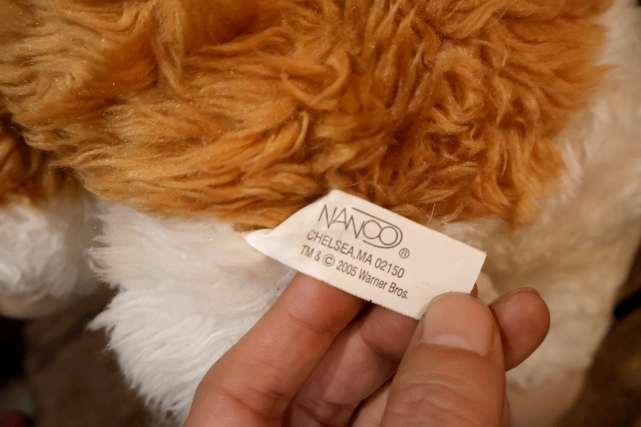 NANCO®
CHELSEA, MA 02150
TM & © 2005 Warner Bros.